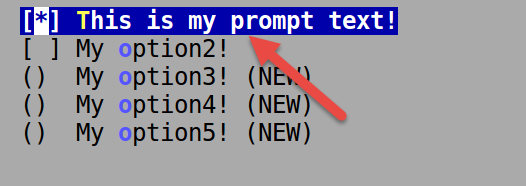 [*] This is my prompt text!
[ ] My option2!
() My option3! (NEW)
() My option4! (NEW)
() My option5! (NEW)